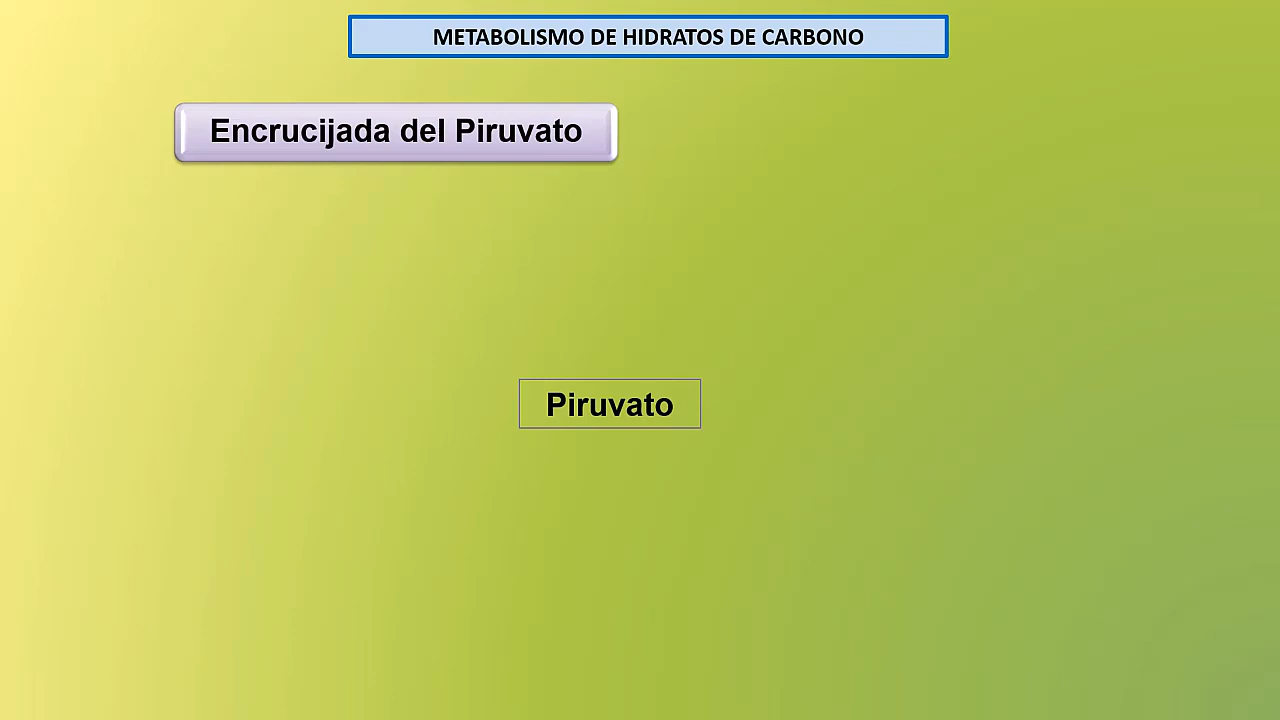 METABOLISMO DE HIDRATOS DE CARBONO
Encrucijada del Piruvato
Piruvato